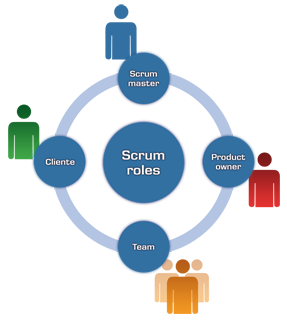 Scrum
master
Cliente
Scrum
roles
Product
owner
Team